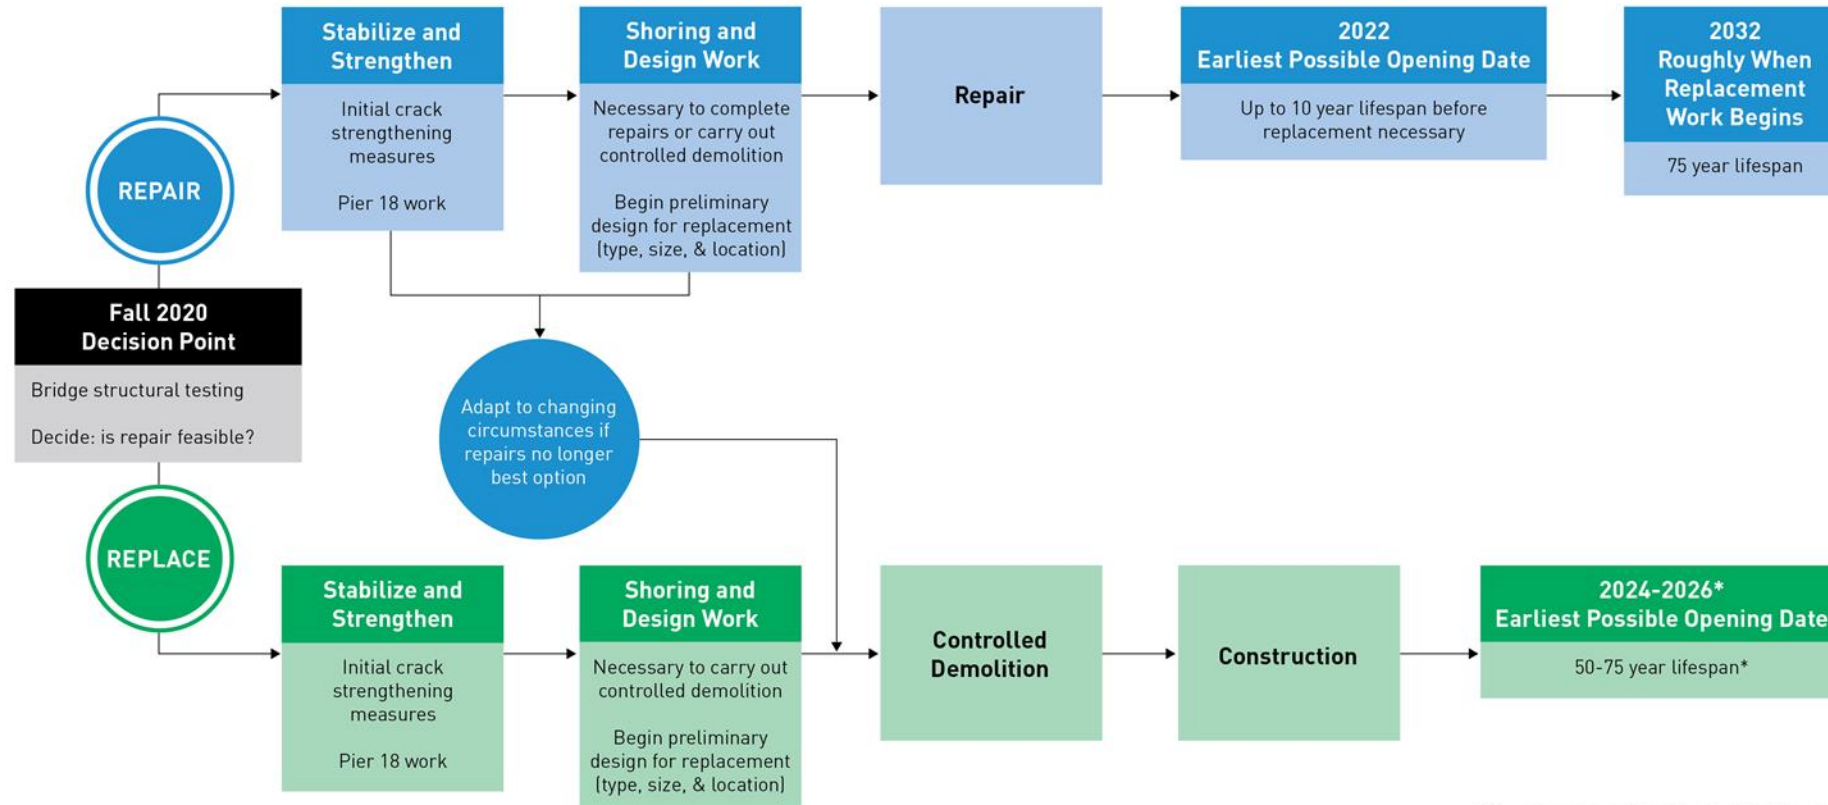 Stabilize and
Strengthen
Initial crack
strengthening
measures
Pier 18 work
Shoring and
Design Work
Necessary to complete
repairs or carry out
controlled demolition
Begin preliminary
design for replacement
(type, size, & location)
Repair
2022
Earliest Possible Opening Date
Up to 10 year lifespan before
replacement necessary
2032
Roughly When
Replacement
Work Begins
75 year lifespan
REPAIR
Fall 2020
Decision Point
Bridge structural testing
Decide: is repair feasible?
Adapt to changing
circumstances if
repairs no longer
best option
REPLACE
Stabilize and
Strengthen
Initial crack
strengthening
measures
Pier 18 work
Shoring and
Design Work
Necessary to carry out
controlled demolition
Begin preliminary
design for replacement
(type, size, & location)
Controlled
Demolition
Construction
2024-2026*
Earliest Possible Opening Date
50-75 year lifespan*